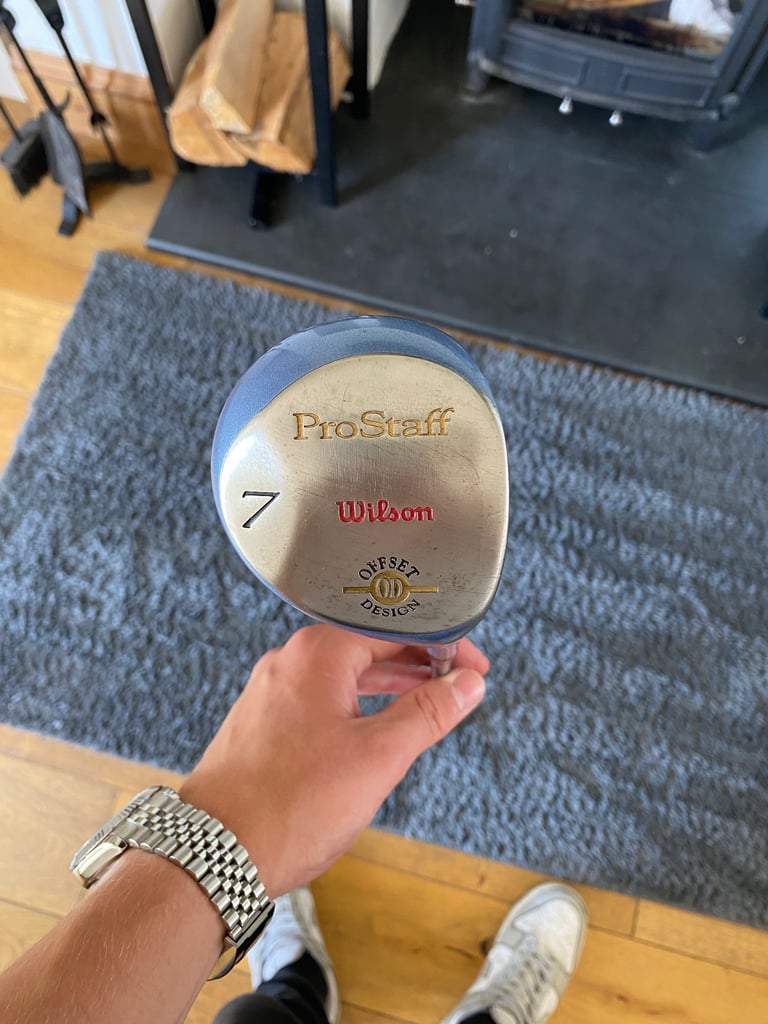 ProStaff
7
Wilson
OFFSET
OD
DESIGN